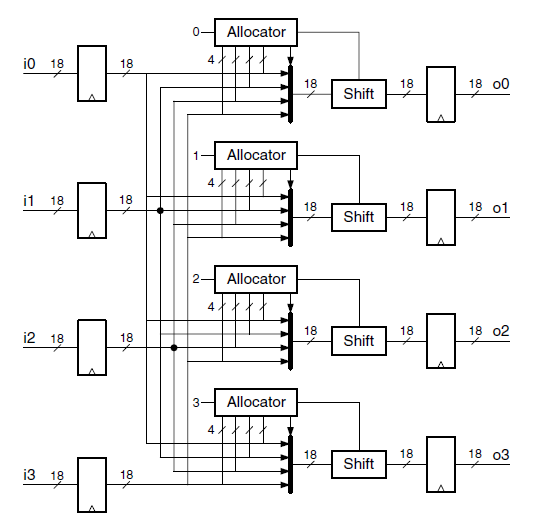 0 Allocator
4
i0 18 18 18 Shift 18 18 o0
1 Allocator
4
i1 18 18 18 Shift 18 18 o1
2 Allocator
4
i2 18 18 18 Shift 18 18 o2
3 Allocator
4
i3 18 18 18 Shift 18 18 o3